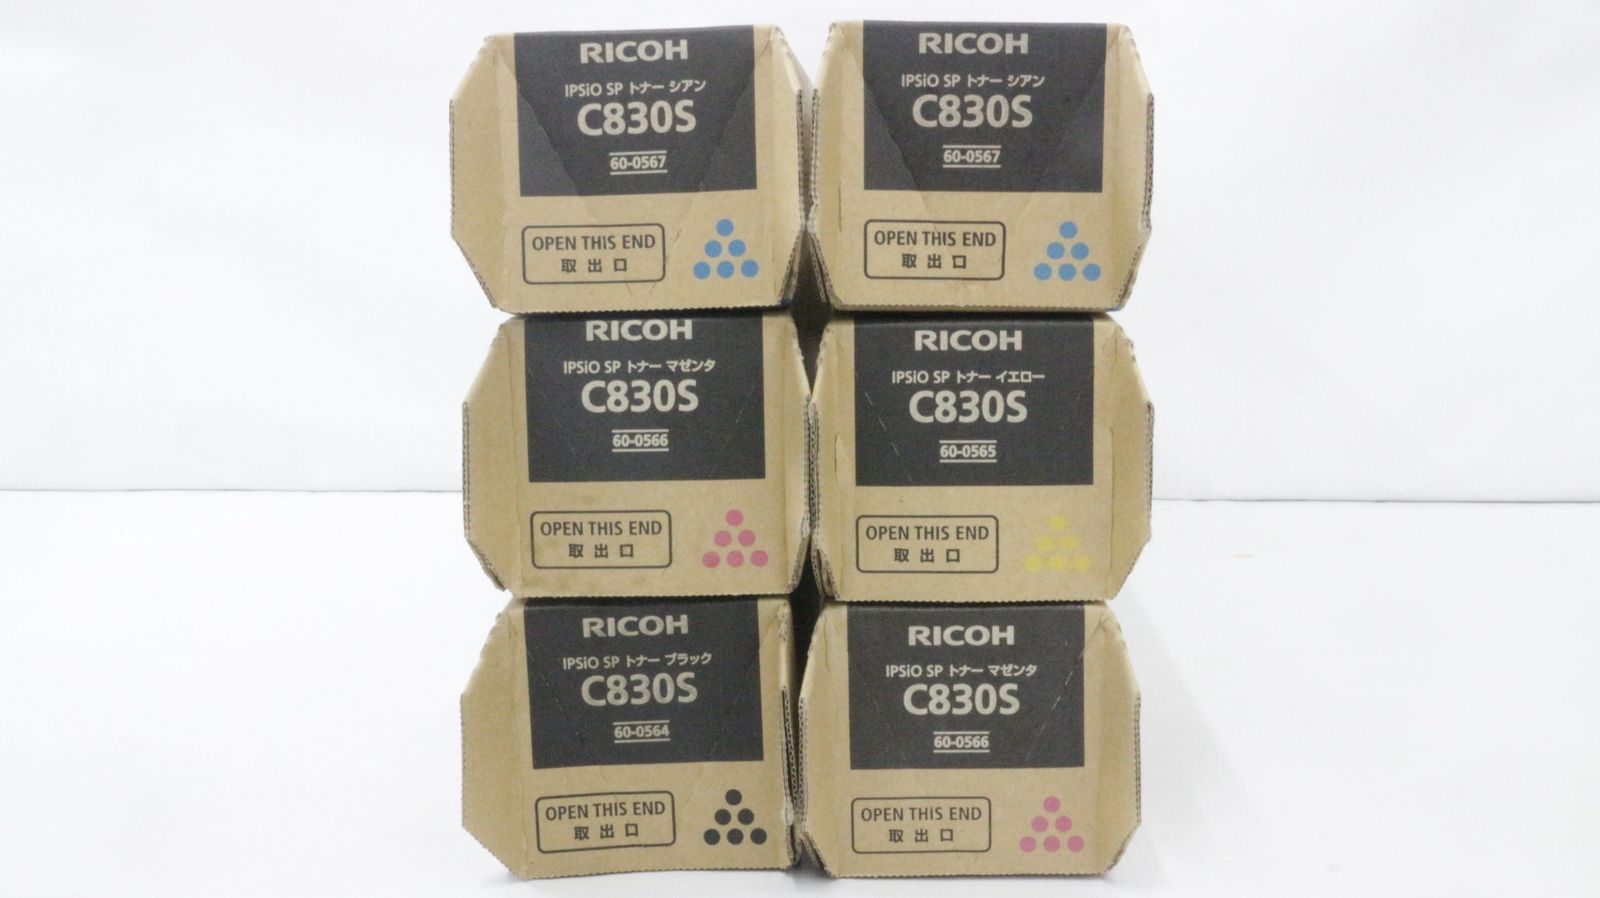 RICOH
IPSiO SP トナー シアン
C830S
60-0567
OPEN THIS END
取出口
RICOH
IPSiO SP トナー シアン
C830S
60-0567
OPEN THIS END
取出口
RICOH
IPSiO SP トナー マゼンタ
C830S
60-0566
OPEN THIS END
取出口
RICOH
IPSiO SP トナー イエロー
C830S
60-0565
OPEN THIS END
取出口
RICOH
IPSiO SP トナー ブラック
C830S
60-0564
OPEN THIS END
取出口
RICOH
IPSiO SP トナー マゼンタ
C830S
60-0566
OPEN THIS END
取出口